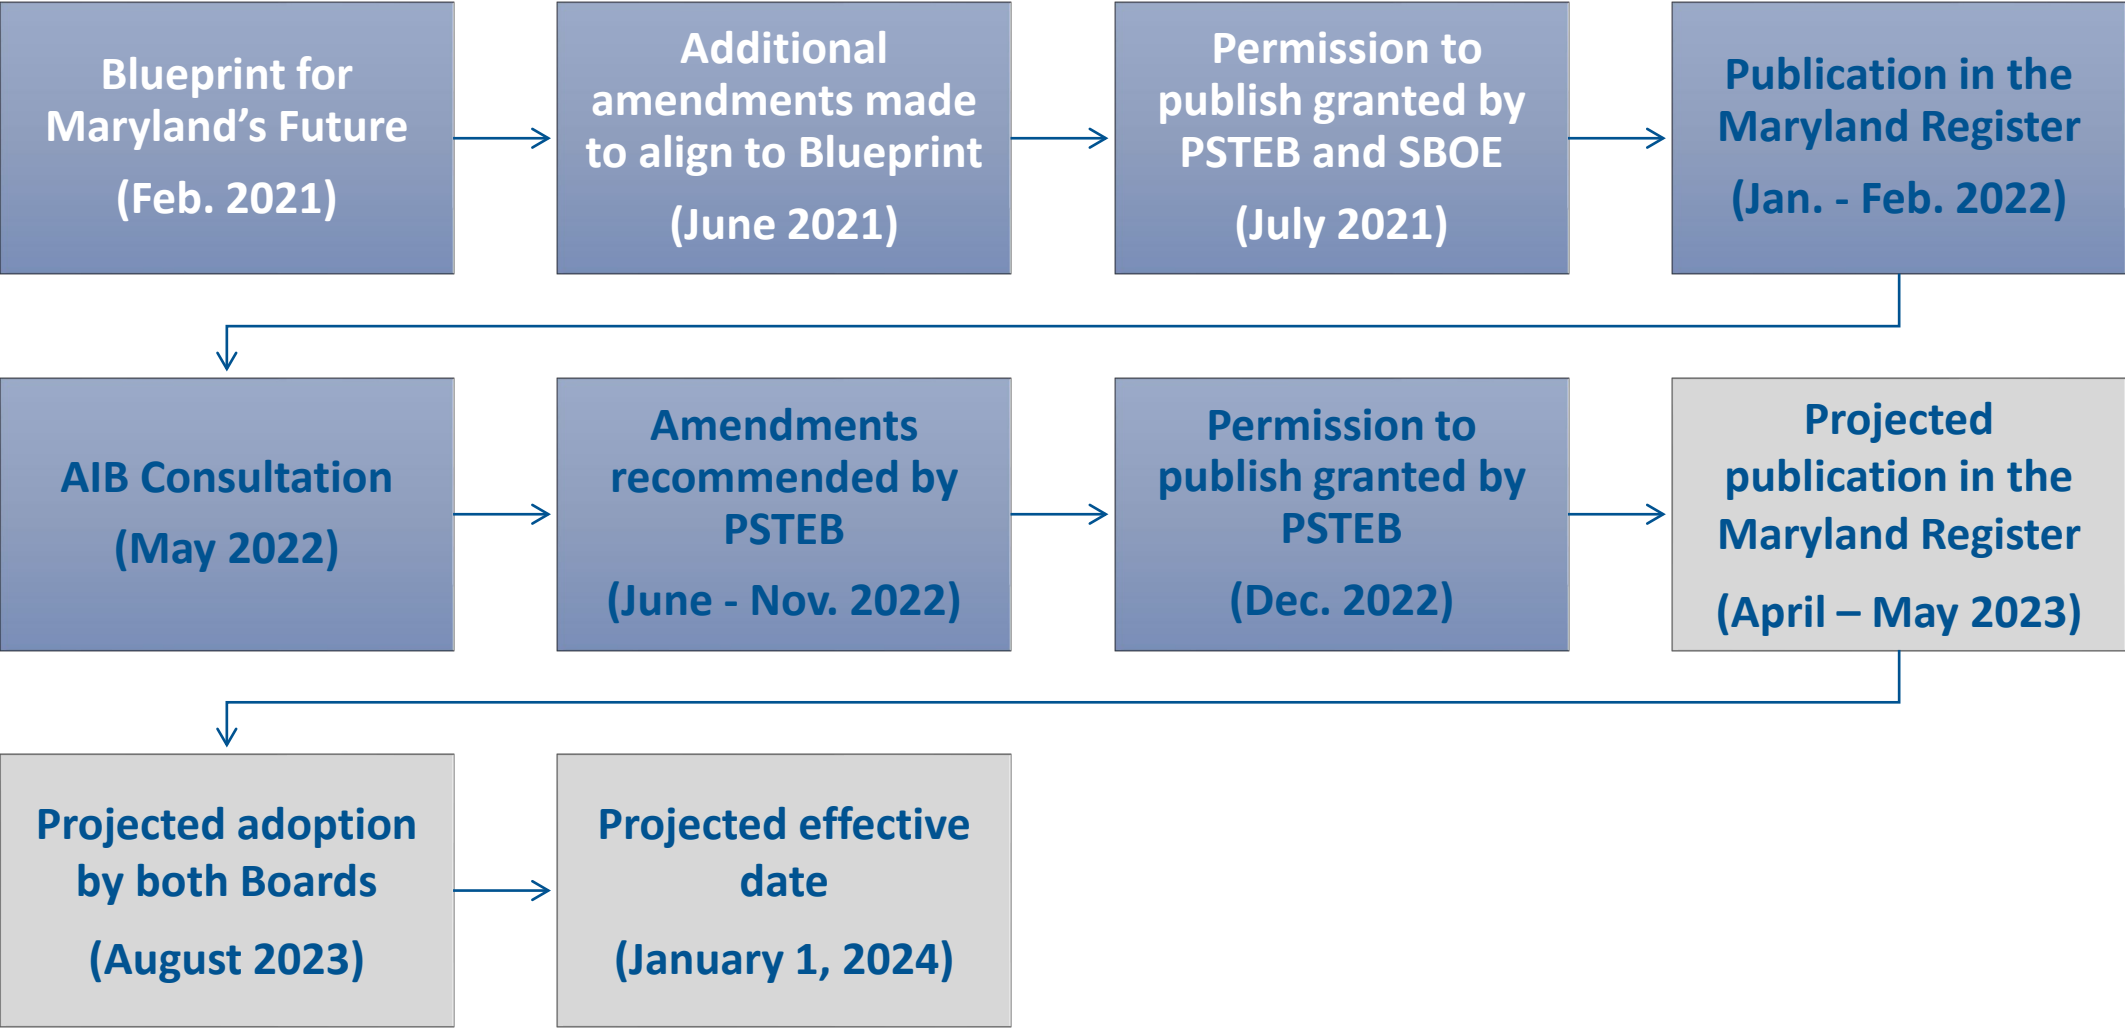 Blueprint for
Maryland’s Future
(Feb. 2021)
Additional
amendments made
to align to Blueprint
(June 2021)
Permission to
publish granted by
PSTEB and SBOE
(July 2021)
Publication in the
Maryland Register
(Jan. - Feb. 2022)
AIB Consultation
(May 2022)
Amendments
recommended by
PSTEB
(June - Nov. 2022)
Permission to
publish granted by
PSTEB
(Dec. 2022)
Projected
publication in the
Maryland Register
(April – May 2023)
Projected adoption
by both Boards
(August 2023)
Projected effective
date
(January 1, 2024)